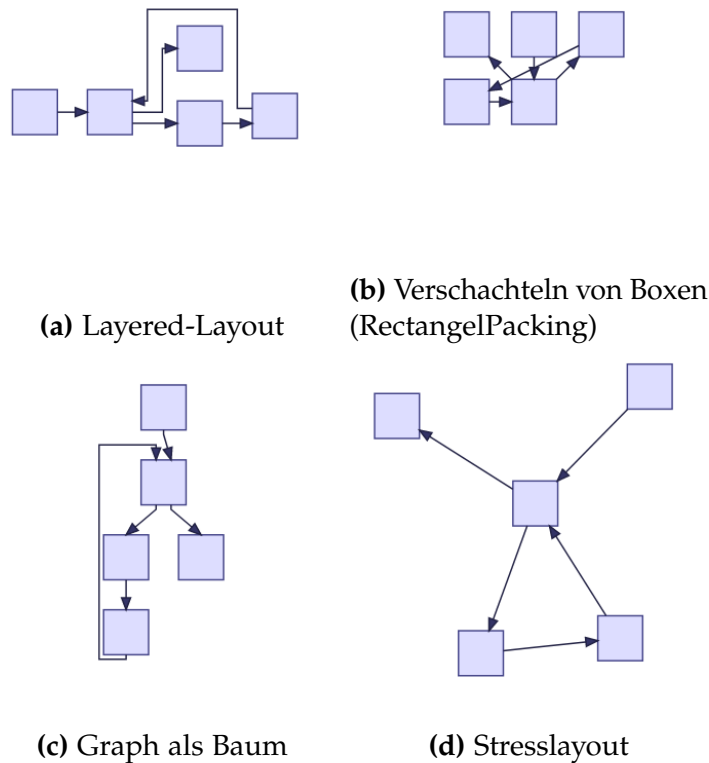 (a) Layered-Layout
(b) Verschachteln von Boxen
(RectangelPacking)
(c) Graph als Baum
(d) Stresslayout